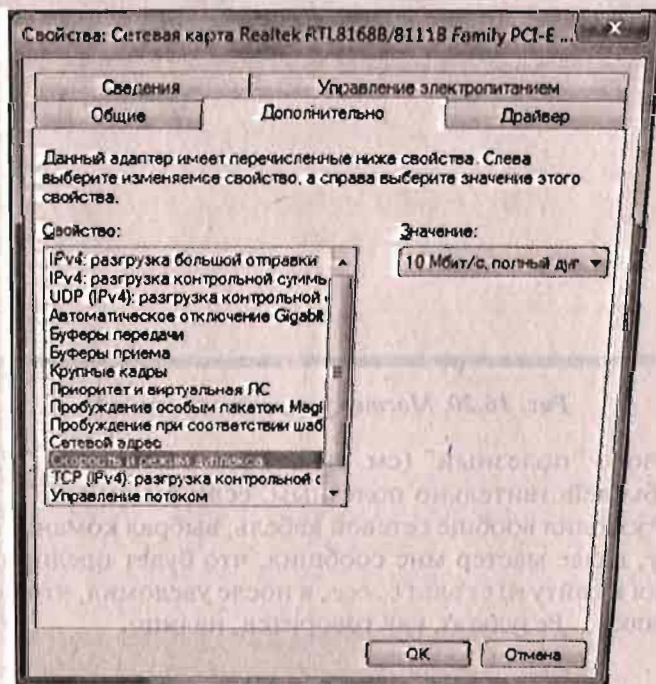 Свойства: Сетевая карта Realtek RTL8168B/8111B Family PCI-E ...
Сведения
Управление электропитанием
Общие
Дополнительно
Драйвер
Данный адаптер имеет перечисленные ниже свойства. Слева
выберите изменяемое свойство, а справа выберите значение этого
свойства.
Свойство:
Значение:
IPv4: разгрузка большой отправки
10 Мбит/с, полный дуг
IPv4: разгрузка контрольной суммы
UDP (IPv4): разгрузка контрольной
Автоматическое отключение Gigabit
Буферы передачи
Буферы приема
Крупные кадры
Приоритет и виртуальная ЛС
Пробуждение особым пакетом Magi
Пробуждение при соответствии шаб
Сетевой адрес
Скорость и режим дуплекса
TCP (IPv4): разгрузка контрольной с
Управление потоком
OK
Отмена